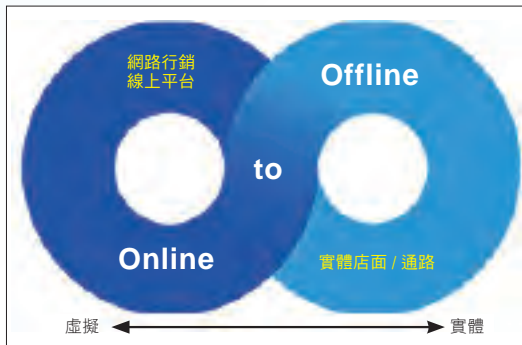 網路行銷
線上平台
Offline
to
Online
實體店面 / 通路
虛擬
實體